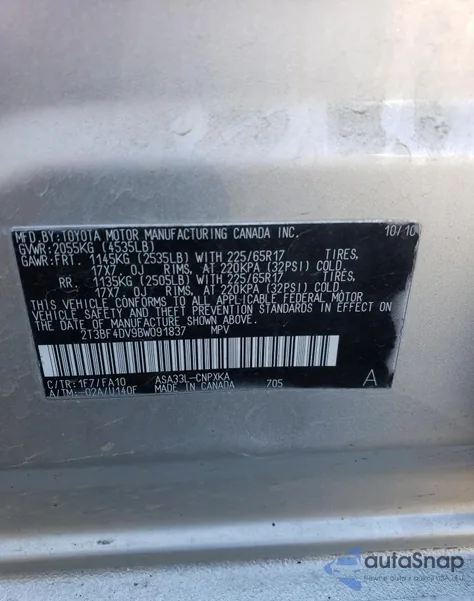 MFD.BY:TOYOTA MOTOR MANUFACTURING CANADA INC. 10/10
GVWR:2055KG (4535LB)
GAWR:FRT. 1145KG (2535LB) WITH 225/65R17 TIRES,
17X7.0J RIMS, AT 220KPA (32PSI) COLD
RR. 1135KG (2505LB) WITH 225/65R17 TIRES,
17X7.0J RIMS, AT 220KPA (32PSI) COLD.
THIS VEHICLE CONFORMS TO ALL APPLICABLE FEDERAL MOTOR
VEHICLE SAFETY AND THEFT PREVENTION STANDARDS IN EFFECT
ON THE DATE OF MANUFACTURE SHOWN ABOVE.
2T3BF4DV9BW091837 MPV
C/TR:1F7/FA10 ASA33L-CNPXKA
A/TM:-02A/U140F MADE IN CANADA 705 A
autoSnap